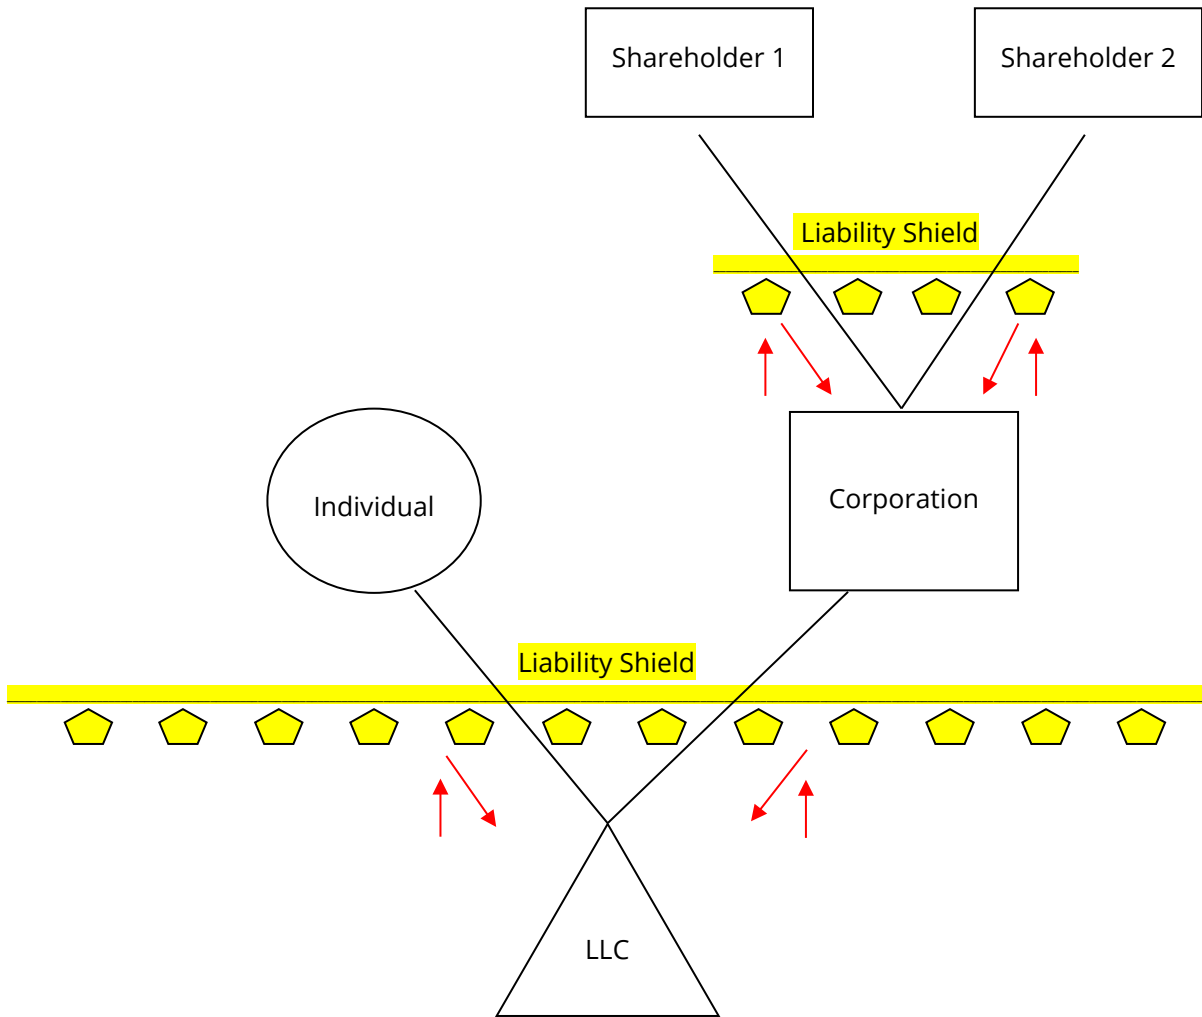 Shareholder 1
Shareholder 2
Liability Shield
Individual
Corporation
Liability Shield
LLC